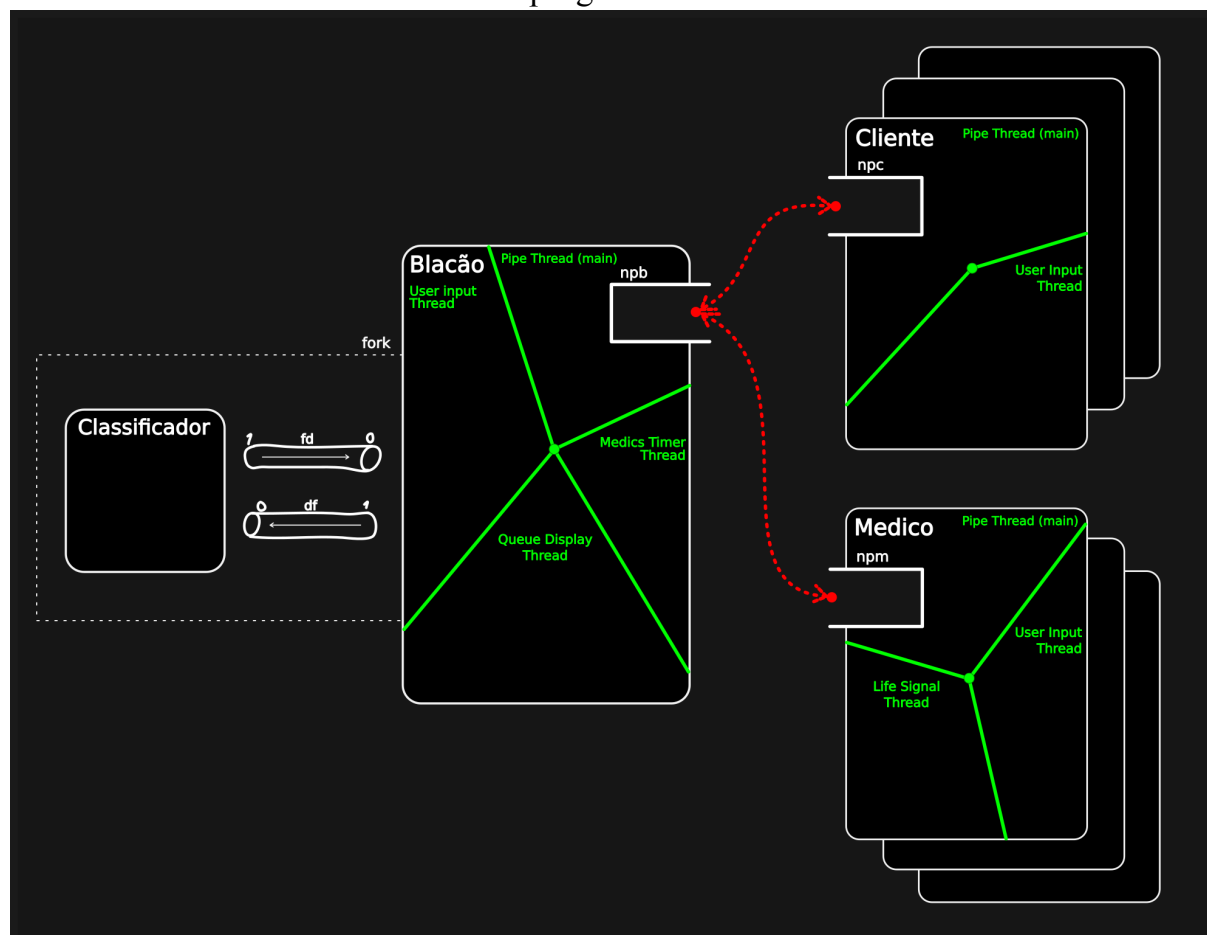 Blacão
Pipe Thread (main)
User input
Thread
npb
Medics Timer
Thread
Queue Display
Thread
fork
Classificador
1 fd 0
0 df 1
Cliente
Pipe Thread (main)
npc
User Input
Thread
Medico
Pipe Thread (main)
npm
User Input
Thread
Life Signal
Thread